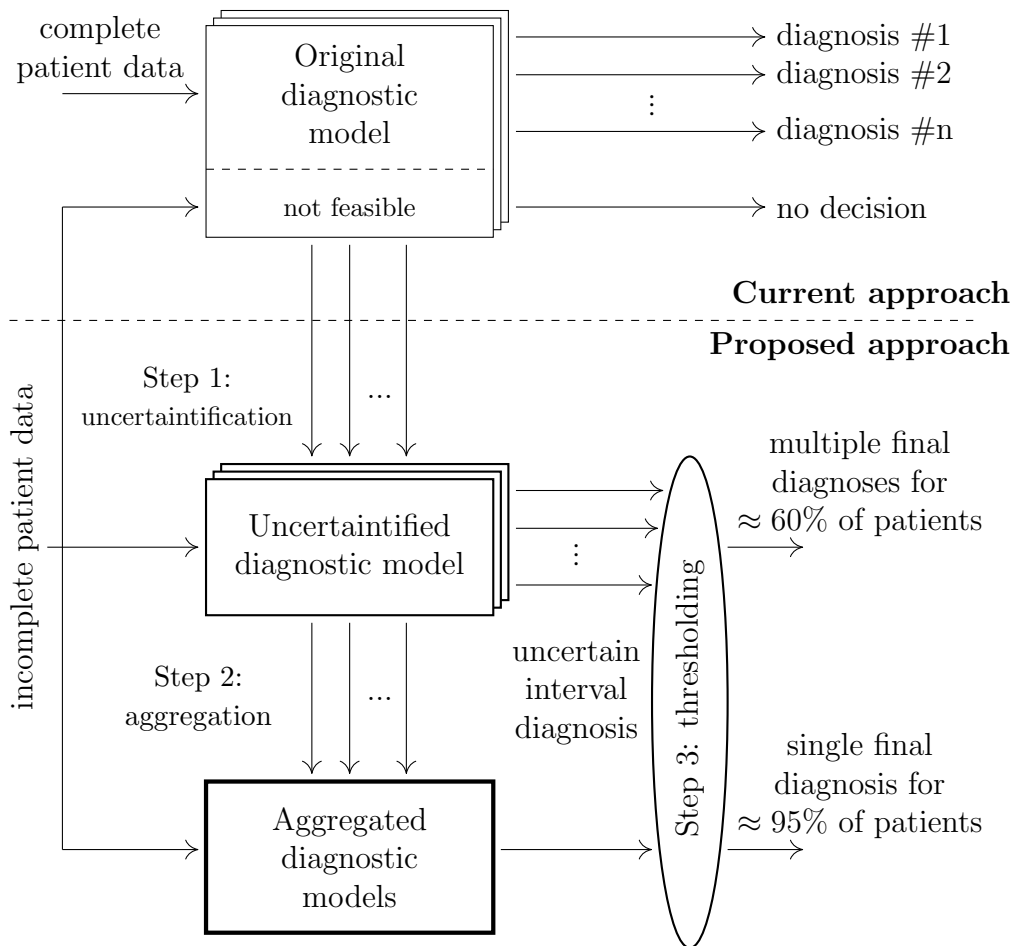 complete
patient data
Original
diagnostic
model
not feasible
diagnosis #1
diagnosis #2
...
diagnosis #n
no decision
Current approach
Proposed approach
Step 1:
uncertaintification
...
incomplete patient data
Uncertaintified
diagnostic model
...
multiple final
diagnoses for
≈ 60% of patients
Step 2:
aggregation
...
uncertain
interval
diagnosis
Step 3: thresholding
Aggregated
diagnostic
models
single final
diagnosis for
≈ 95% of patients